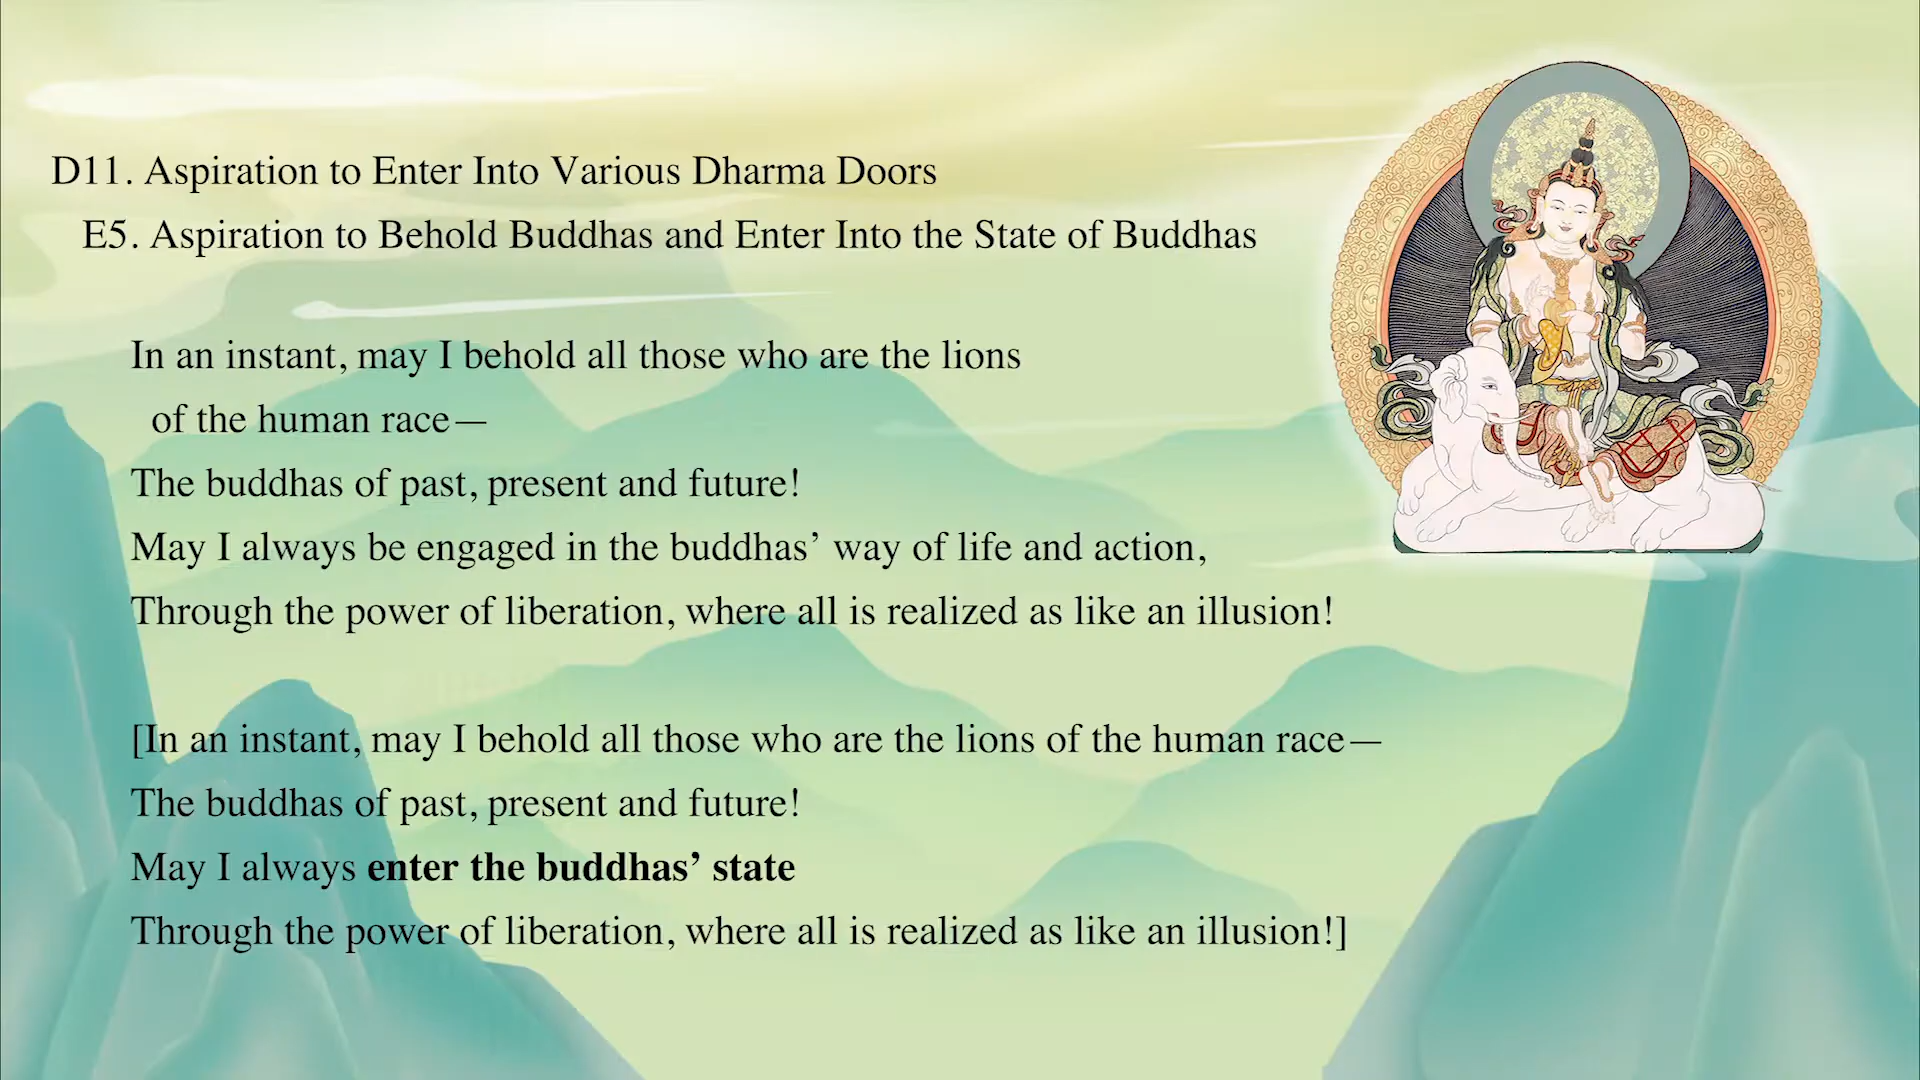 D11. Aspiration to Enter Into Various Dharma Doors
E5. Aspiration to Behold Buddhas and Enter Into the State of Buddhas
In an instant, may I behold all those who are the lions
of the human race—
The buddhas of past, present and future!
May I always be engaged in the buddhas’ way of life and action,
Through the power of liberation, where all is realized as like an illusion!
[In an instant, may I behold all those who are the lions of the human race—
The buddhas of past, present and future!
May I always enter the buddhas’ state
Through the power of liberation, where all is realized as like an illusion!]